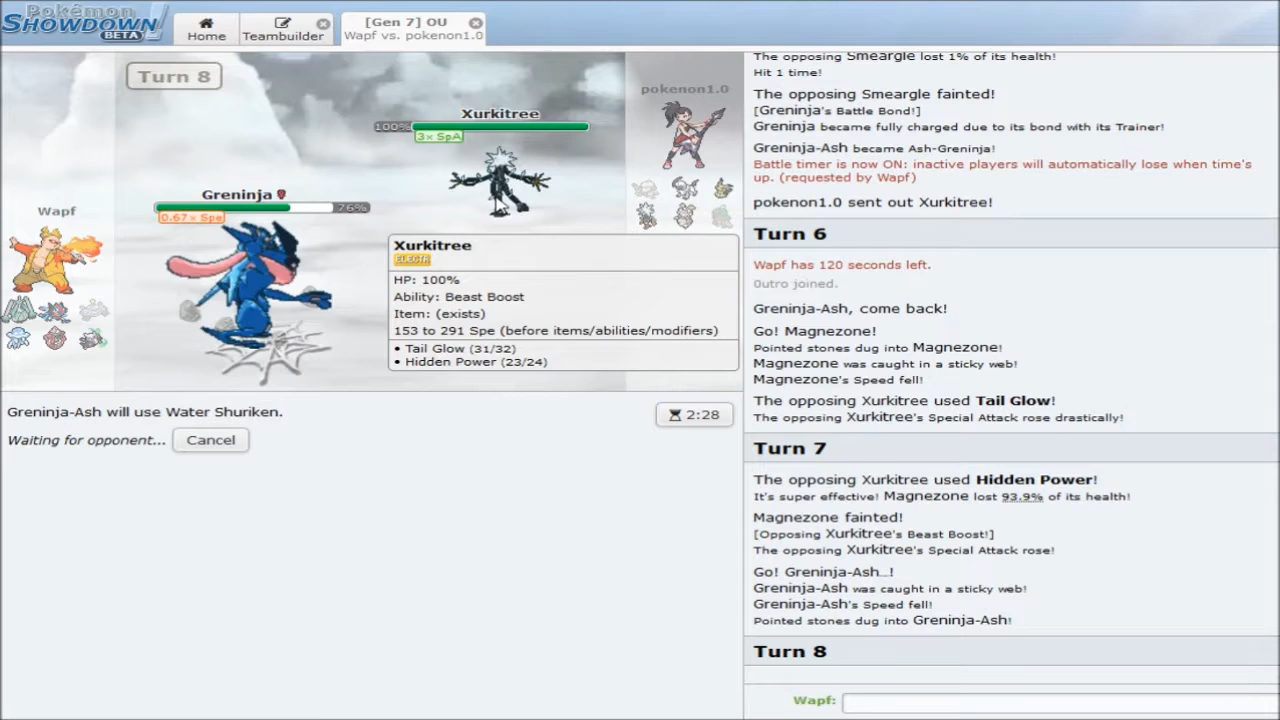 Pokémon
SHOWDOWN!
BETA
Home
Teambuilder
[Gen 7] OU
Wapf vs. pokenon1.0
Turn 8
Wapf
pokenon1.0
Xurkitree
100%
3× SpA
Greninja
76%
0.67× Spe
Xurkitree
ELECTR
HP: 100%
Ability: Beast Boost
Item: (exists)
153 to 291 Spe (before items/abilities/modifiers)
• Tail Glow (31/32)
• Hidden Power (23/24)
Greninja-Ash will use Water Shuriken.
2:28
Waiting for opponent...
Cancel
The opposing Smeargle lost 1% of its health!
Hit 1 time!
The opposing Smeargle fainted!
[Greninja's Battle Bond!]
Greninja became fully charged due to its bond with its Trainer!
Greninja-Ash became Ash-Greninja!
Battle timer is now ON: inactive players will automatically lose when time's
up. (requested by Wapf)
pokenon1.0 sent out Xurkitree!
Turn 6
Wapf has 120 seconds left.
0utro joined.
Greninja-Ash, come back!
Go! Magnezone!
Pointed stones dug into Magnezone!
Magnezone was caught in a sticky web!
Magnezone's Speed fell!
The opposing Xurkitree used Tail Glow!
The opposing Xurkitree's Special Attack rose drastically!
Turn 7
The opposing Xurkitree used Hidden Power!
It's super effective! Magnezone lost 93.9% of its health!
Magnezone fainted!
[Opposing Xurkitree's Beast Boost!]
The opposing Xurkitree's Special Attack rose!
Go! Greninja-Ash...!
Greninja-Ash was caught in a sticky web!
Greninja-Ash's Speed fell!
Pointed stones dug into Greninja-Ash!
Turn 8
Wapf: